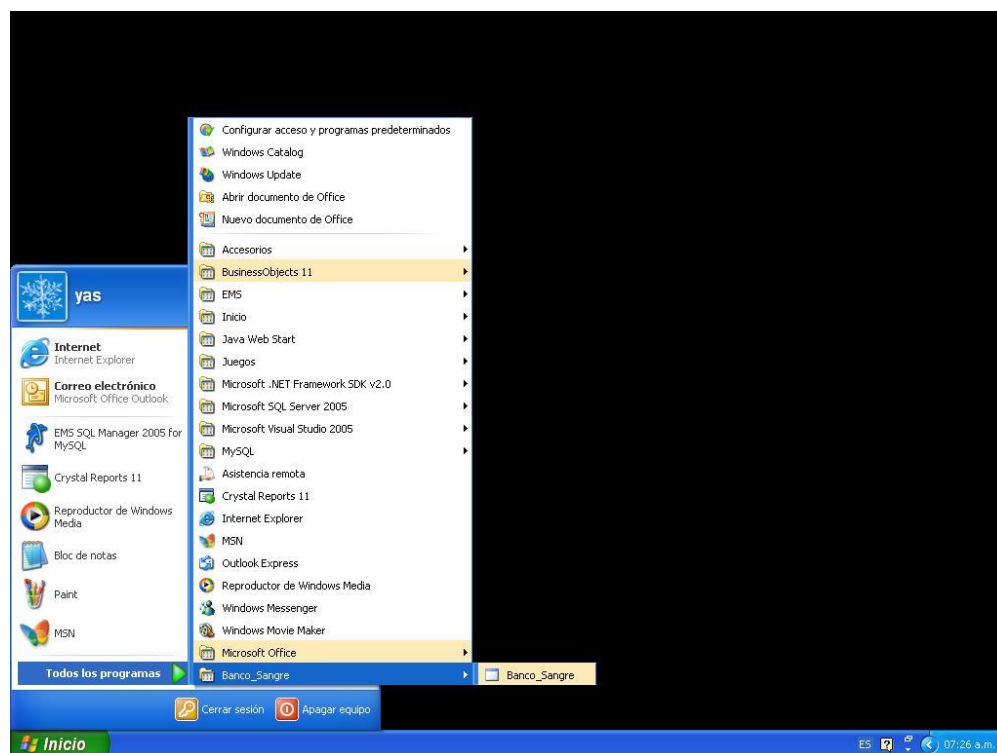 Configurar acceso y programas predeterminados
Windows Catalog
Windows Update
Abrir documento de Office
Nuevo documento de Office
Accesorios
BusinessObjects 11
EMS
Inicio
Java Web Start
Juegos
Microsoft .NET Framework SDK v2.0
Microsoft SQL Server 2005
Microsoft Visual Studio 2005
MySQL
Asistencia remota
Crystal Reports 11
Internet Explorer
MSN
Outlook Express
Reproductor de Windows Media
Windows Messenger
Windows Movie Maker
Microsoft Office
Banco_Sangre
Banco_Sangre
yas
Internet
Internet Explorer
Correo electrónico
Microsoft Office Outlook
EMS SQL Manager 2005 for
MySQL
Crystal Reports 11
Reproductor de Windows
Media
Bloc de notas
Paint
MSN
Todos los programas
Cerrar sesión
Apagar equipo
Inicio
ES
07:26 a.m.